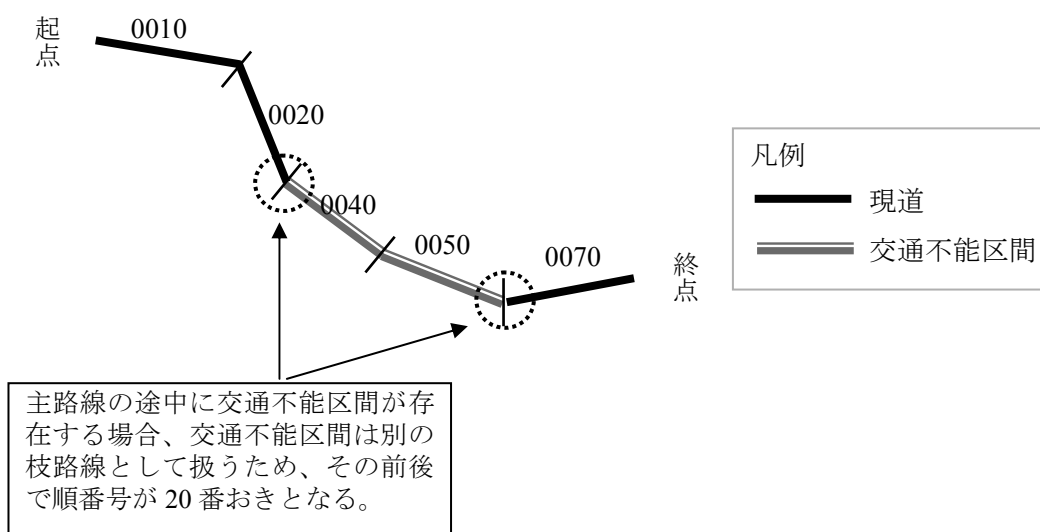 起点
0010
0020
0040
0050
0070
終点
凡例
現道
交通不能区間
主路線の途中に交通不能区間が存
在する場合、交通不能区間は別の
枝路線として扱うため、その前後
で順番号が 20 番おきとなる。